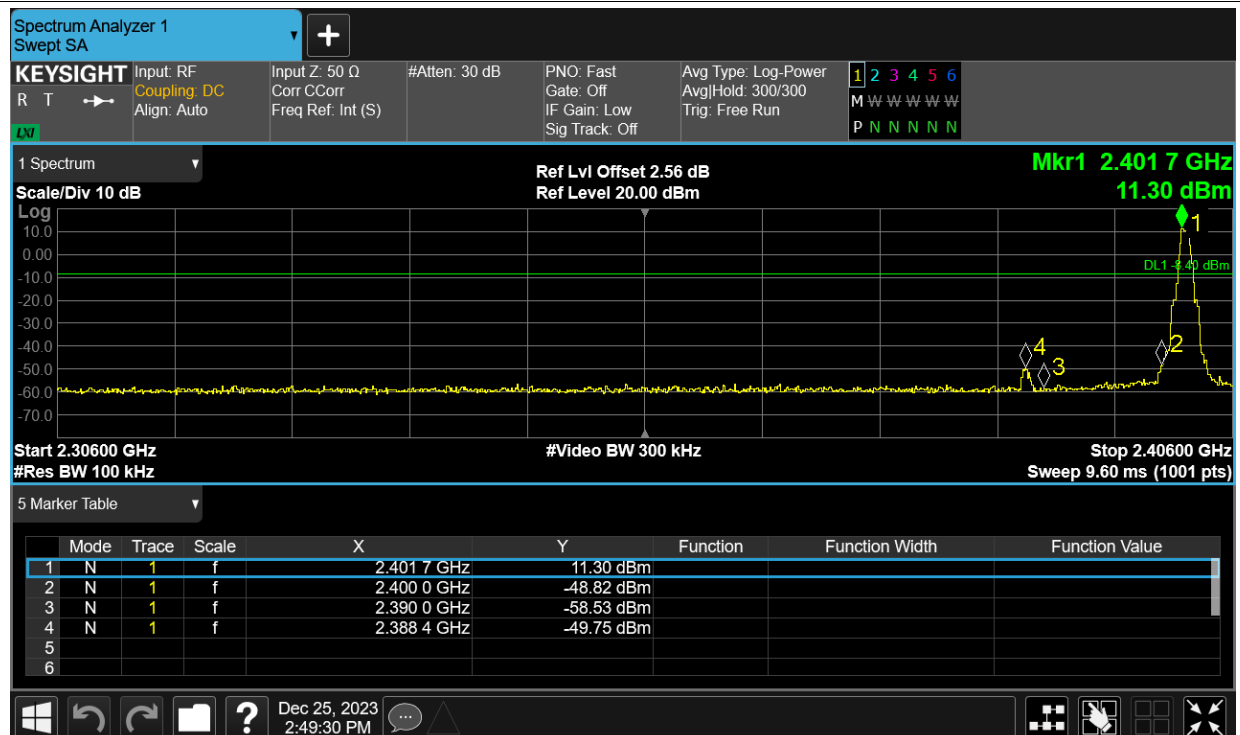 Spectrum Analyzer 1
Swept SA
+
KEYSIGHT Input: RF Input Z: 50 Ω #Atten: 30 dB PNO: Fast Avg Type: Log-Power 1 2 3 4 5 6
R T Coupling: DC Corr CCorr Gate: Off Avg|Hold: 300/300 M W W W W W
Align: Auto Freq Ref: Int (S) IF Gain: Low Trig: Free Run
LXI Sig Track: Off P N N N N N
1 Spectrum Ref Lvl Offset 2.56 dB Mkr1 2.401 7 GHz
Scale/Div 10 dB Ref Level 20.00 dBm 11.30 dBm
Log
1
10.0
0.00
DL1 -8.40 dBm
-10.0
-20.0
-30.0
-40.0
4 2
-50.0
3
-60.0
-70.0
Start 2.30600 GHz #Video BW 300 kHz Stop 2.40600 GHz
#Res BW 100 kHz Sweep 9.60 ms (1001 pts)
5 Marker Table
Mode Trace Scale X Y Function Function Width Function Value
1 N 1 f 2.401 7 GHz 11.30 dBm
2 N 1 f 2.400 0 GHz -48.82 dBm
3 N 1 f 2.390 0 GHz -58.53 dBm
4 N 1 f 2.388 4 GHz -49.75 dBm
5
6
? Dec 25, 2023
2:49:30 PM